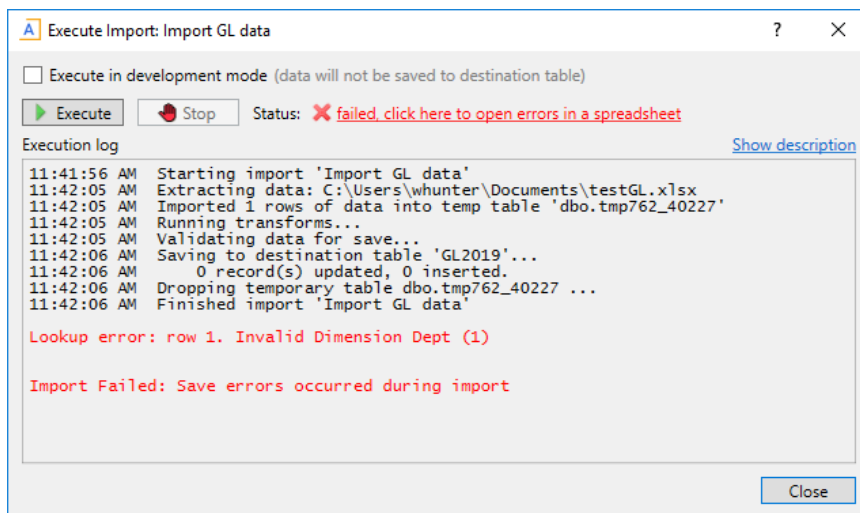 A Execute Import: Import GL data ? X
Execute in development mode (data will not be saved to destination table)
Execute Stop Status: failed, click here to open errors in a spreadsheet
Execution log Show description
11:41:56 AM Starting import 'Import GL data'
11:42:05 AM Extracting data: C:\Users\whunter\Documents\testGL.xlsx
11:42:05 AM Imported 1 rows of data into temp table 'dbo.tmp762_40227'
11:42:05 AM Running transforms...
11:42:05 AM Validating data for save...
11:42:06 AM Saving to destination table 'GL2019'...
11:42:06 AM 0 record(s) updated, 0 inserted.
11:42:06 AM Dropping temporary table dbo.tmp762_40227 ...
11:42:06 AM Finished import 'Import GL data'
Lookup error: row 1. Invalid Dimension Dept (1)
Import Failed: Save errors occurred during import
Close